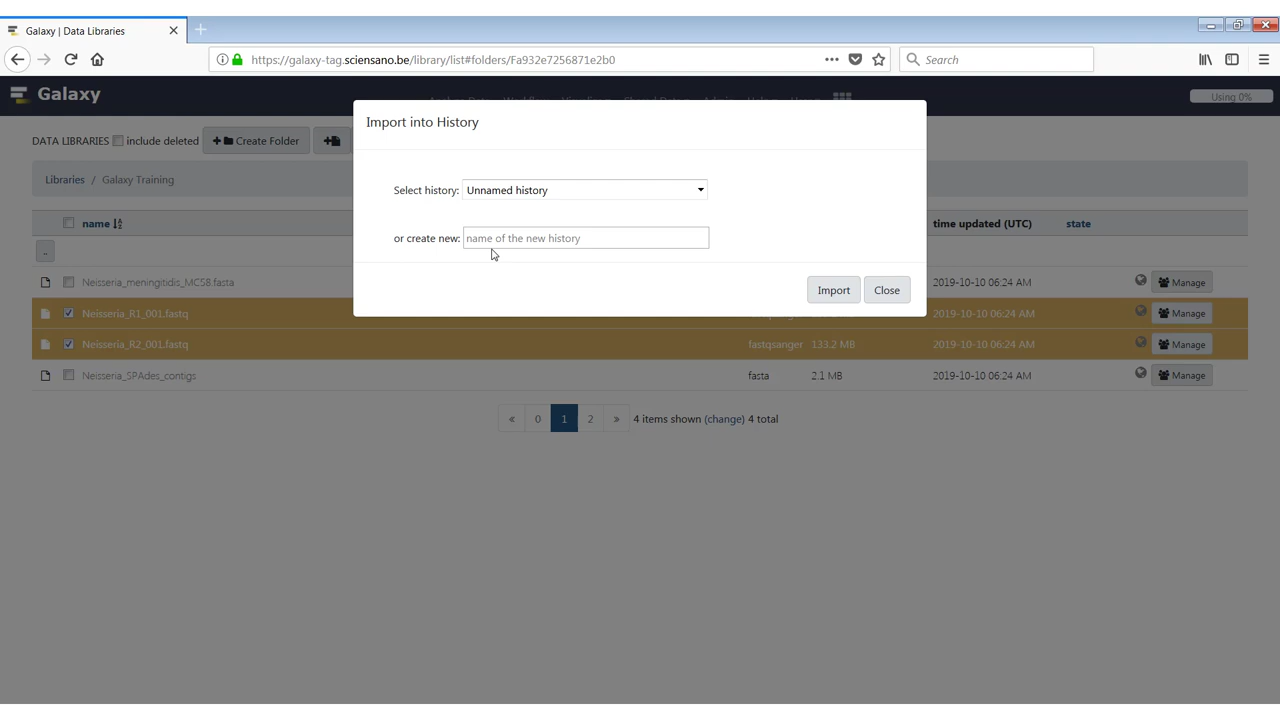 Galaxy | Data Libraries
https://galaxy-tag.sciensano.be/library/list#folders/Fa932e7256871e2b0
Search
Galaxy
Using 0%
DATA LIBRARIES include deleted Create Folder
Libraries / Galaxy Training
Import into History
Select history: Unnamed history
or create new: name of the new history
Import Close
name time updated (UTC) state
..
Neisseria_meningitidis_MC58.fasta 2019-10-10 06:24 AM Manage
Neisseria_R1_001.fastq 2019-10-10 06:24 AM Manage
Neisseria_R2_001.fastq fastqsanger 133.2 MB 2019-10-10 06:24 AM Manage
Neisseria_SPAdes_contigs fasta 2.1 MB 2019-10-10 06:24 AM Manage
« 0 1 2 » 4 items shown (change) 4 total